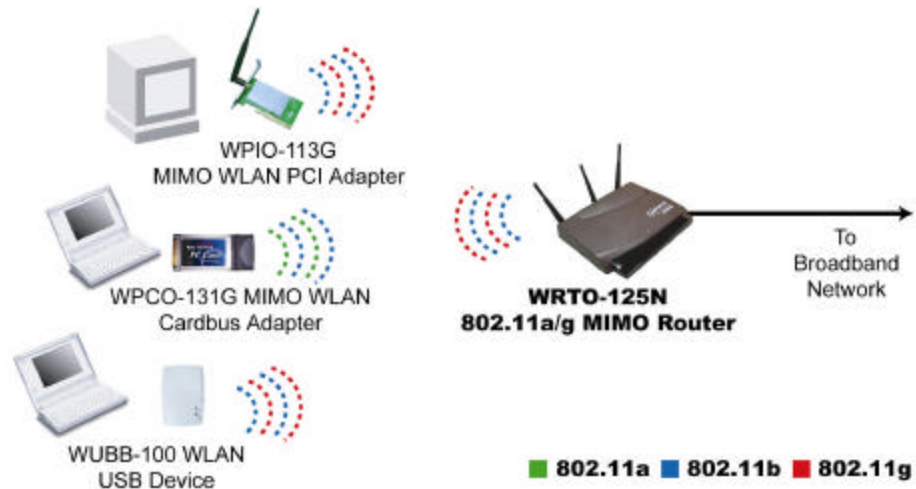 WPIO-113G
MIMO WLAN PCI Adapter
WPCO-131G MIMO WLAN
Cardbus Adapter
WRTO-125N
802.11a/g MIMO Router
To
Broadband
Network
WUBB-100 WLAN
USB Device
802.11a
802.11b
802.11g